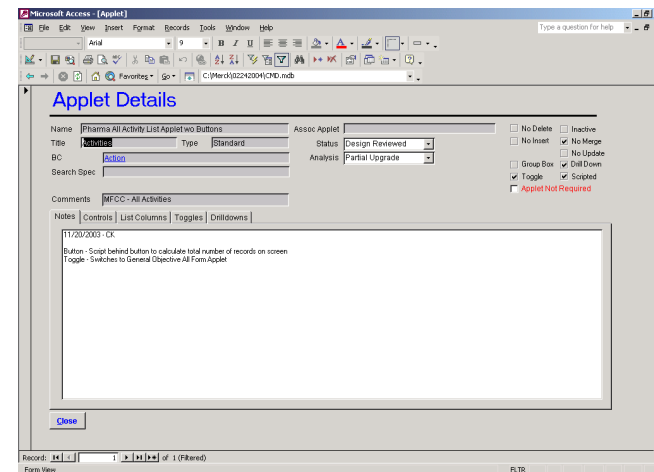 Microsoft Access - [Applet]
File Edit View Insert Format Records Tools Window Help Type a question for help
Arial 9 B I U
Favorites Go C:\Merck\02242004\CMD.mdb
Applet Details
Name Pharma All Activity List Applet wo Buttons Assoc Applet No Delete Inactive
Title Activities Type Standard Status Design Reviewed No Insert No Merge
No Update
BC Action Analysis Partial Upgrade Group Box Drill Down
Search Spec Toggle Scripted
Applet Not Required
Comments MFCC - All Activities
Notes Controls List Columns Toggles Drilldowns
11/20/2003 - CK
Button - Script behind button to calculate total number of records on screen
Toggle - Switches to General Objective All Form Applet
Close
Record: 1 of 1 (Filtered)
Form View FLTR